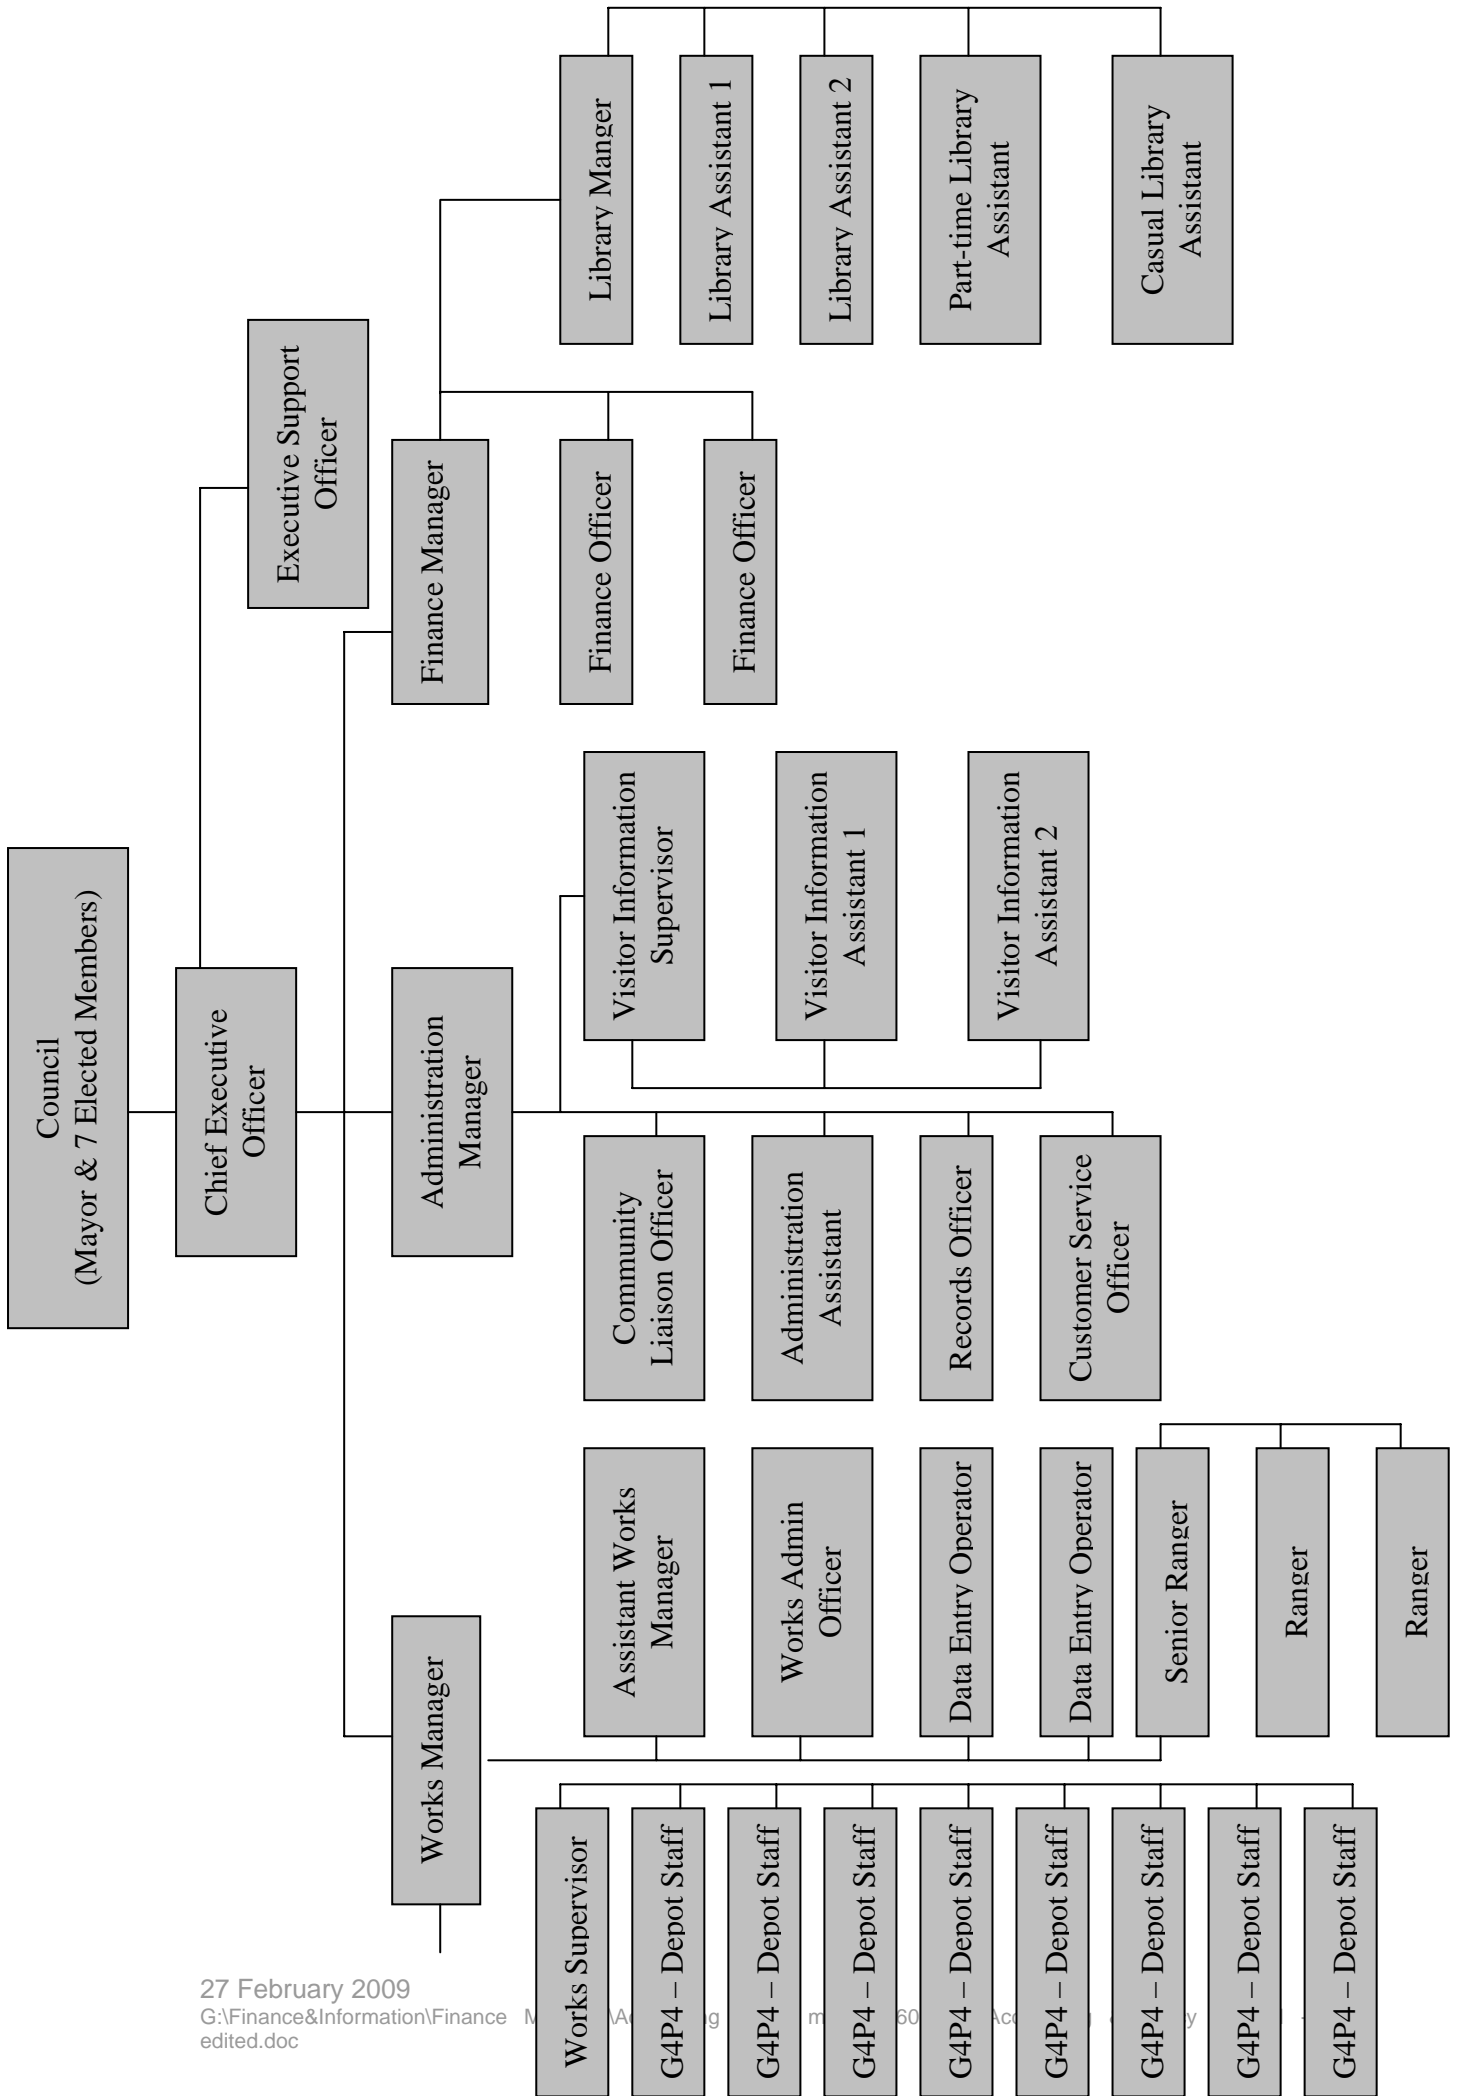 Council
(Mayor & 7 Elected Members)
Chief Executive
Officer
Executive Support
Officer
Works Manager
Administration
Manager
Finance Manager
Works Supervisor
G4P4 – Depot Staff
G4P4 – Depot Staff
G4P4 – Depot Staff
G4P4 – Depot Staff
G4P4 – Depot Staff
G4P4 – Depot Staff
G4P4 – Depot Staff
G4P4 – Depot Staff
Assistant Works
Manager
Works Admin
Officer
Data Entry Operator
Data Entry Operator
Senior Ranger
Ranger
Ranger
Community
Liaison Officer
Administration
Assistant
Records Officer
Customer Service
Officer
Visitor Information
Supervisor
Visitor Information
Assistant 1
Visitor Information
Assistant 2
Finance Officer
Finance Officer
Library Manger
Library Assistant 1
Library Assistant 2
Part-time Library
Assistant
Casual Library
Assistant
27 February 2009
G:\Finance&Information\Finance
edited.doc